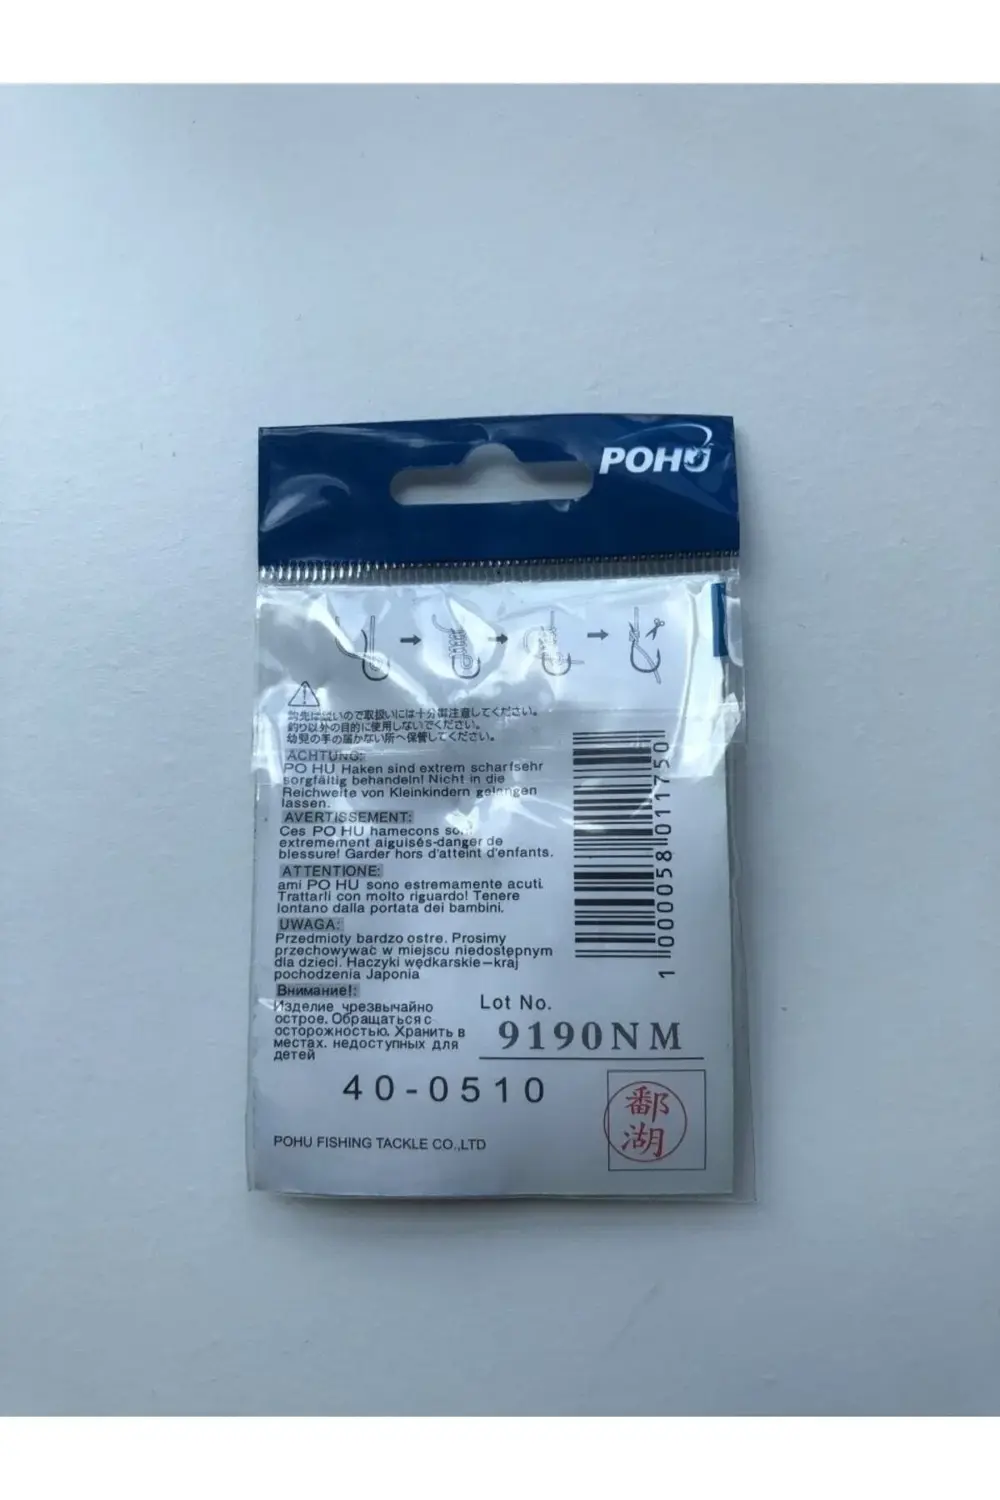 POHU
釣先は鋭いので取扱いには十分御注意してください。
釣り以外の目的に使用しないでください。
幼児の手の届かない所へ保管してください。
ACHTUNG:
PO HU Haken sind extrem scharfsehr
sorgfältig behandeln! Nicht in die
Reichweite von Kleinkindern gelangen
lassen.
AVERTISSEMENT:
Ces PO HU hamecons sont
extremement aiguisés-danger de
blessure! Garder hors d'atteint d'enfants.
ATTENTIONE:
ami PO HU sono estremamente acuti.
Trattarli con molto riguardo! Tenere
lontano dalla portata dei bambini.
UWAGA:
Przedmioty bardzo ostre. Prosimy
przechowywać w miejscu niedostępnym
dla dzieci. Haczyki wędkarskie—kraj
pochodzenia Japonia
Внимание!:
Изделие чрезвычайно
острое. Обращаться с
осторожностью. Хранить в
местах. недоступных для
детей
1000058011750
Lot No.
9190NM
40-0510
POHU FISHING TACKLE CO.,LTD
鄱
湖